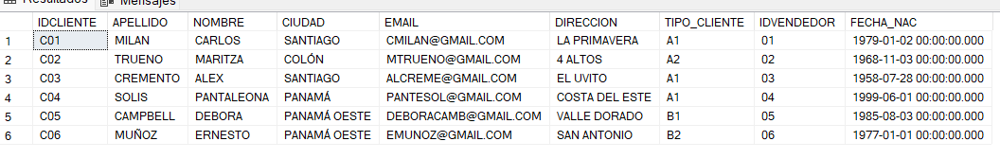 Resultados Mensajes
IDCLIENTE APELLIDO NOMBRE CIUDAD EMAIL DIRECCION TIPO_CLIENTE IDVENDEDOR FECHA_NAC
1 C01 MILAN CARLOS SANTIAGO CMILAN@GMAIL.COM LA PRIMAVERA A1 01 1979-01-02 00:00:00.000
2 C02 TRUENO MARITZA COLÓN MTRUENO@GMAIL.COM 4 ALTOS A2 02 1968-11-03 00:00:00.000
3 C03 CREMENTO ALEX SANTIAGO ALCREME@GMAIL.COM EL UVITO A1 03 1958-07-28 00:00:00.000
4 C04 SOLIS PANTALEONA PANAMÁ PANTESOL@GMAIL.COM COSTA DEL ESTE A1 04 1999-06-01 00:00:00.000
5 C05 CAMPBELL DEBORA PANAMÁ OESTE DEBORACAMB@GMAIL.COM VALLE DORADO B1 05 1985-08-03 00:00:00.000
6 C06 MUÑOZ ERNESTO PANAMÁ OESTE EMUNOZ@GMAIL.COM SAN ANTONIO B2 06 1977-01-01 00:00:00.000